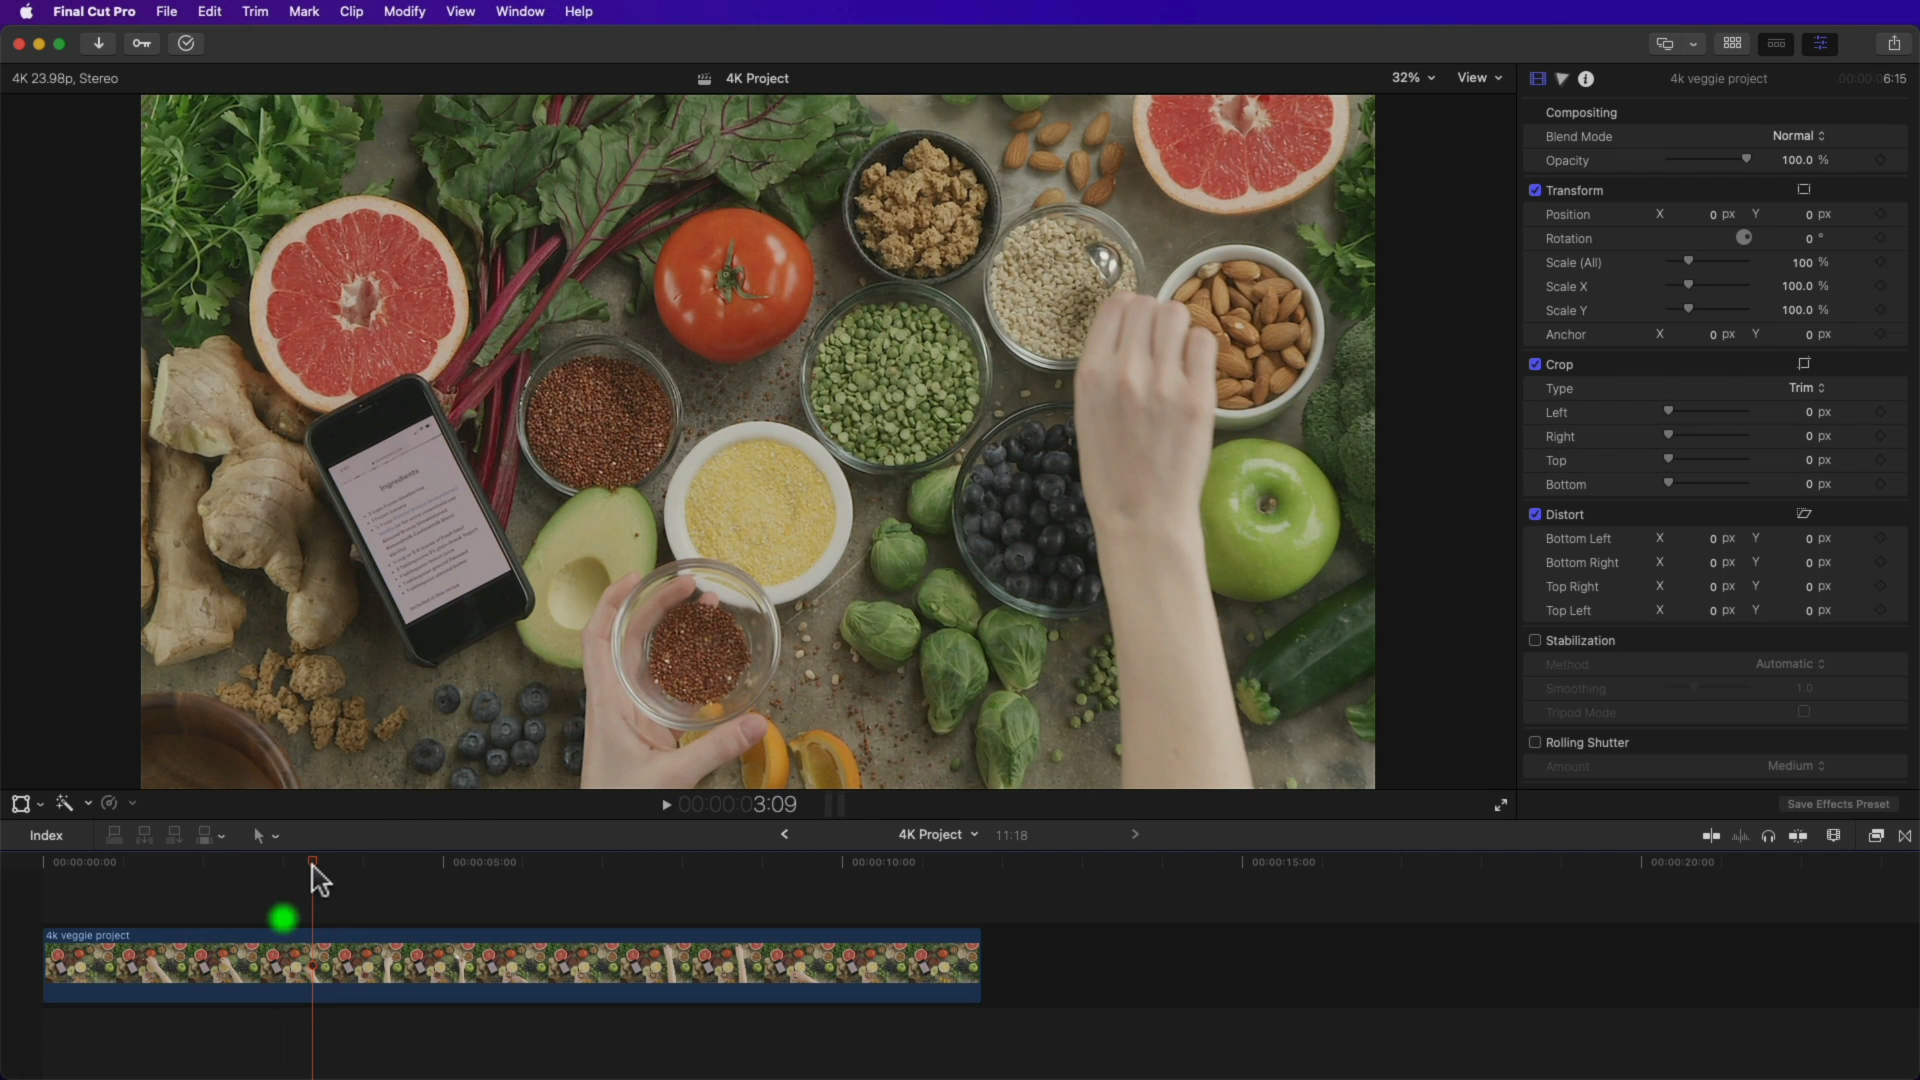 Final Cut Pro File Edit Trim Mark Clip Modify View Window Help
4K 23.98p, Stereo
4K Project
32%
View
4k veggie project
00:00:06:15
Compositing
Blend Mode Normal
Opacity 100.0 %
Transform
Position X 0 px Y 0 px
Rotation 0 °
Scale (All) 100 %
Scale X 100.0 %
Scale Y 100.0 %
Anchor X 0 px Y 0 px
Crop
Type Trim
Left 0 px
Right 0 px
Top 0 px
Bottom 0 px
Distort
Bottom Left X 0 px Y 0 px
Bottom Right X 0 px Y 0 px
Top Right X 0 px Y 0 px
Top Left X 0 px Y 0 px
Stabilization
Method Automatic
Smoothing 1.0
Tripod Mode
Rolling Shutter
Amount Medium
Save Effects Preset
Ingredients
00:00:03:09
Index
4K Project 11:18
00:00:00:00 00:00:05:00 00:00:10:00 00:00:15:00 00:00:20:00
4k veggie project